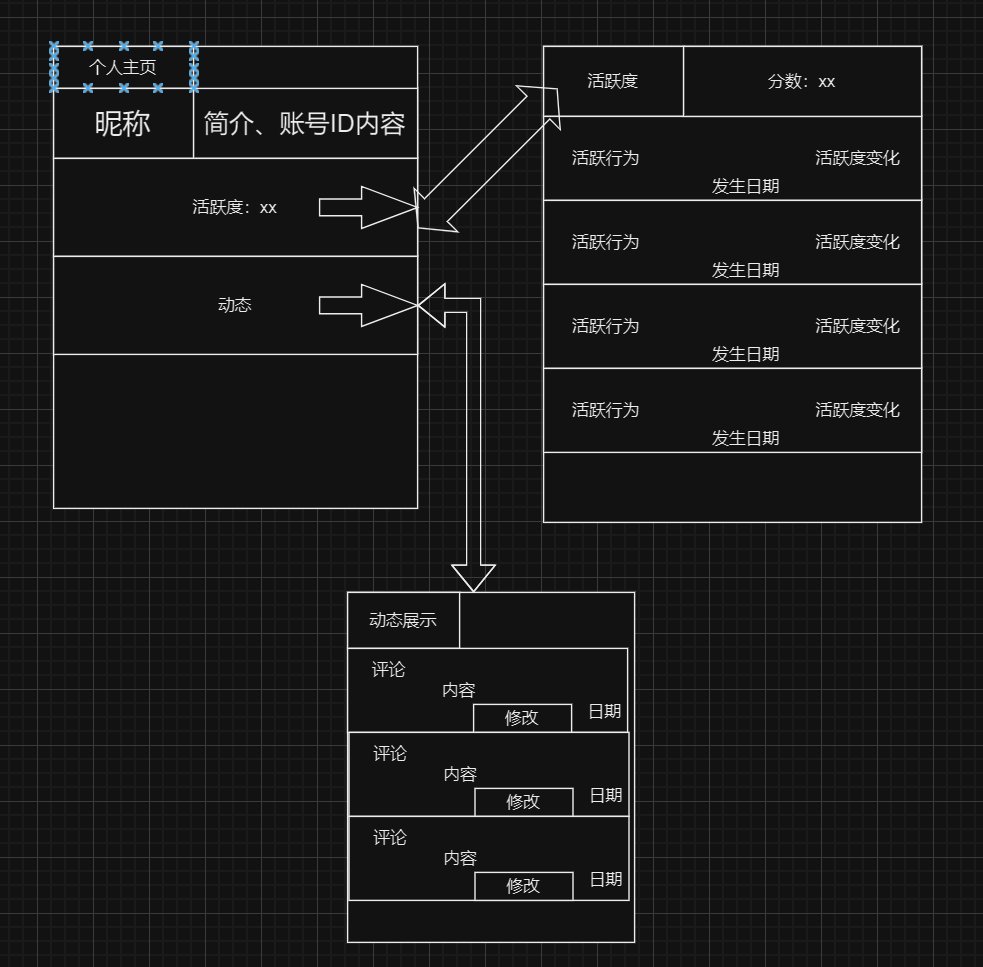 个人主页
昵称
简介、账号ID内容
活跃度：xx
动态
活跃度
分数：xx
活跃行为
活跃度变化
发生日期
活跃行为
活跃度变化
发生日期
活跃行为
活跃度变化
发生日期
活跃行为
活跃度变化
发生日期
动态展示
评论
内容
修改
日期
评论
内容
修改
日期
评论
内容
修改
日期